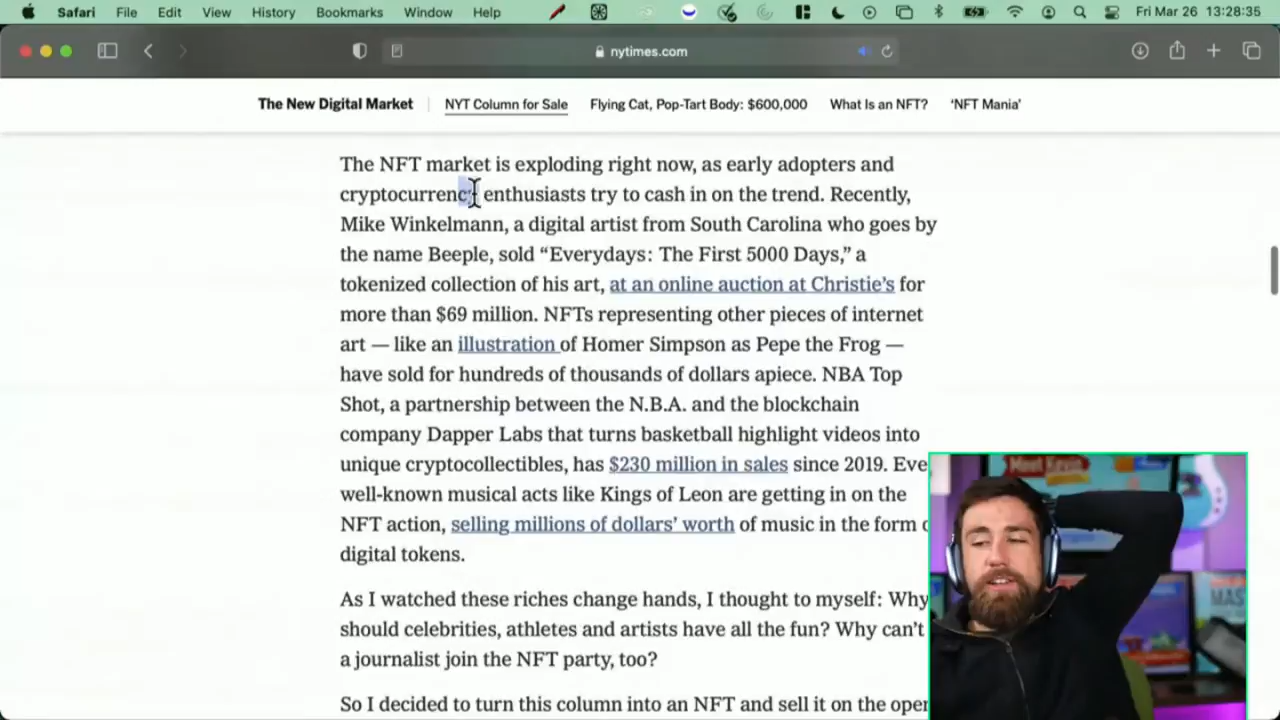 Safari File Edit View History Bookmarks Window Help Fri Mar 26 13:28:35
nytimes.com
The New Digital Market NYT Column for Sale Flying Cat, Pop-Tart Body: $600,000 What Is an NFT? ‘NFT Mania’
The NFT market is exploding right now, as early adopters and
cryptocurrency enthusiasts try to cash in on the trend. Recently,
Mike Winkelmann, a digital artist from South Carolina who goes by
the name Beeple, sold “Everydays: The First 5000 Days,” a
tokenized collection of his art, at an online auction at Christie’s for
more than $69 million. NFTs representing other pieces of internet
art — like an illustration of Homer Simpson as Pepe the Frog —
have sold for hundreds of thousands of dollars apiece. NBA Top
Shot, a partnership between the N.B.A. and the blockchain
company Dapper Labs that turns basketball highlight videos into
unique cryptocollectibles, has $230 million in sales since 2019. Eve
well-known musical acts like Kings of Leon are getting in on the
NFT action, selling millions of dollars’ worth of music in the form
digital tokens.
As I watched these riches change hands, I thought to myself: Why
should celebrities, athletes and artists have all the fun? Why can’t
a journalist join the NFT party, too?
So I decided to turn this column into an NFT and sell it on the open